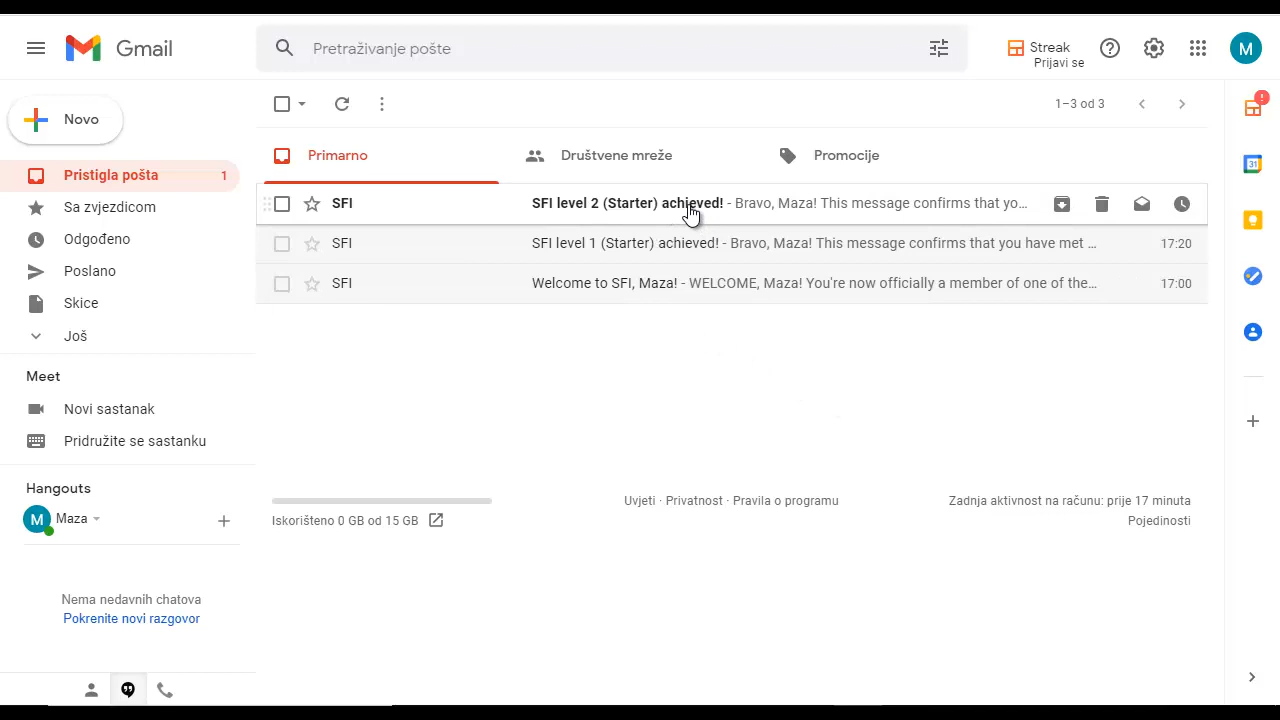 Gmail
Pretraživanje pošte
Streak
Prijavi se
M
Novo
1–3 od 3
Primarno
Društvene mreže
Promocije
Pristigla pošta 1
Sa zvjezdicom
Odgođeno
Poslano
Skice
Još
SFI SFI level 2 (Starter) achieved! - Bravo, Maza! This message confirms that yo…
SFI SFI level 1 (Starter) achieved! - Bravo, Maza! This message confirms that you have met … 17:20
SFI Welcome to SFI, Maza! - WELCOME, Maza! You're now officially a member of one of the… 17:00
Meet
Novi sastanak
Pridružite se sastanku
Hangouts
M Maza
Nema nedavnih chatova
Pokrenite novi razgovor
Iskorišteno 0 GB od 15 GB
Uvjeti · Privatnost · Pravila o programu
Zadnja aktivnost na računu: prije 17 minuta
Pojedinosti
31
!